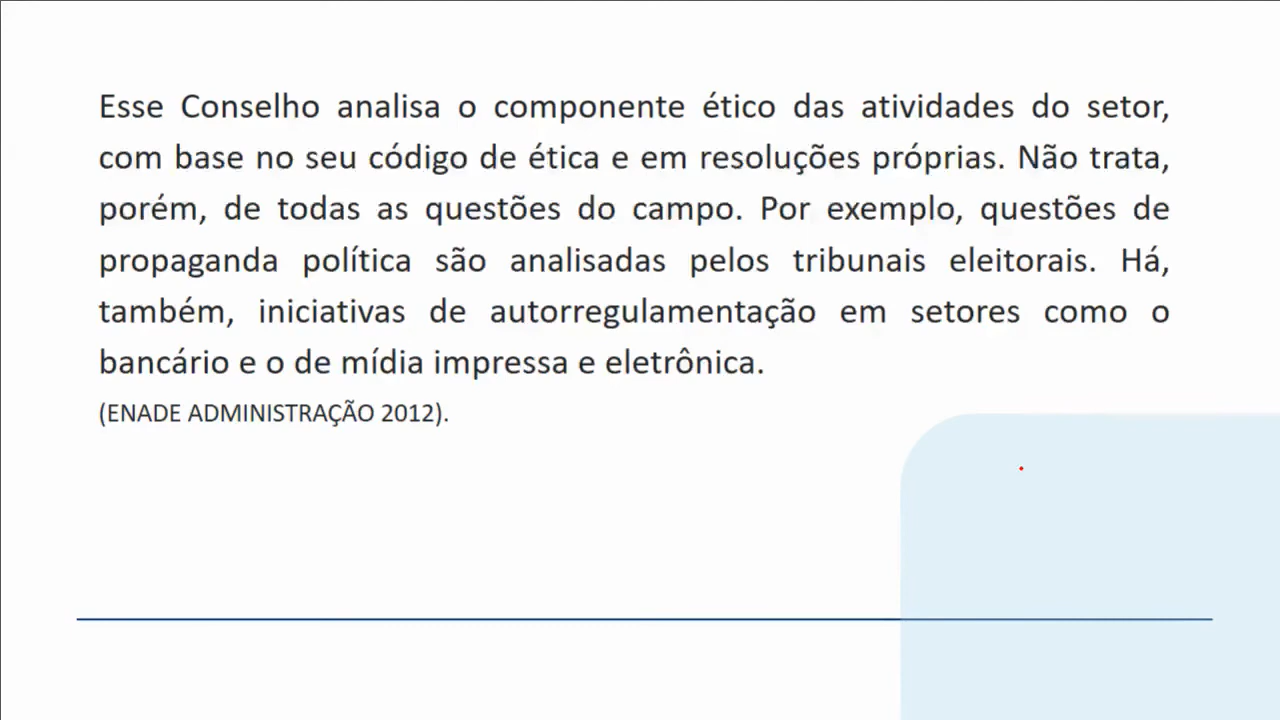 Esse Conselho analisa o componente ético das atividades do setor,
com base no seu código de ética e em resoluções próprias. Não trata,
porém, de todas as questões do campo. Por exemplo, questões de
propaganda política são analisadas pelos tribunais eleitorais. Há,
também, iniciativas de autorregulamentação em setores como o
bancário e o de mídia impressa e eletrônica.
(ENADE ADMINISTRAÇÃO 2012).